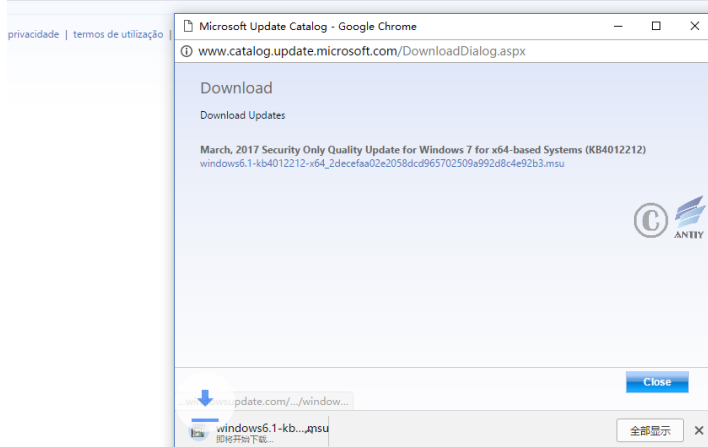 Microsoft Update Catalog - Google Chrome
privacidade | termos de utilização |
www.catalog.update.microsoft.com/DownloadDialog.aspx
Download
Download Updates
March, 2017 Security Only Quality Update for Windows 7 for x64-based Systems (KB4012212)
windows6.1-kb4012212-x64_2decefaa02e2058dcd965702509a992d8c4e92b3.msu
©
ANTIY
Close
windowsupdate.com/.../window...
windows6.1-kb....msu
即将开始下载...
全部显示